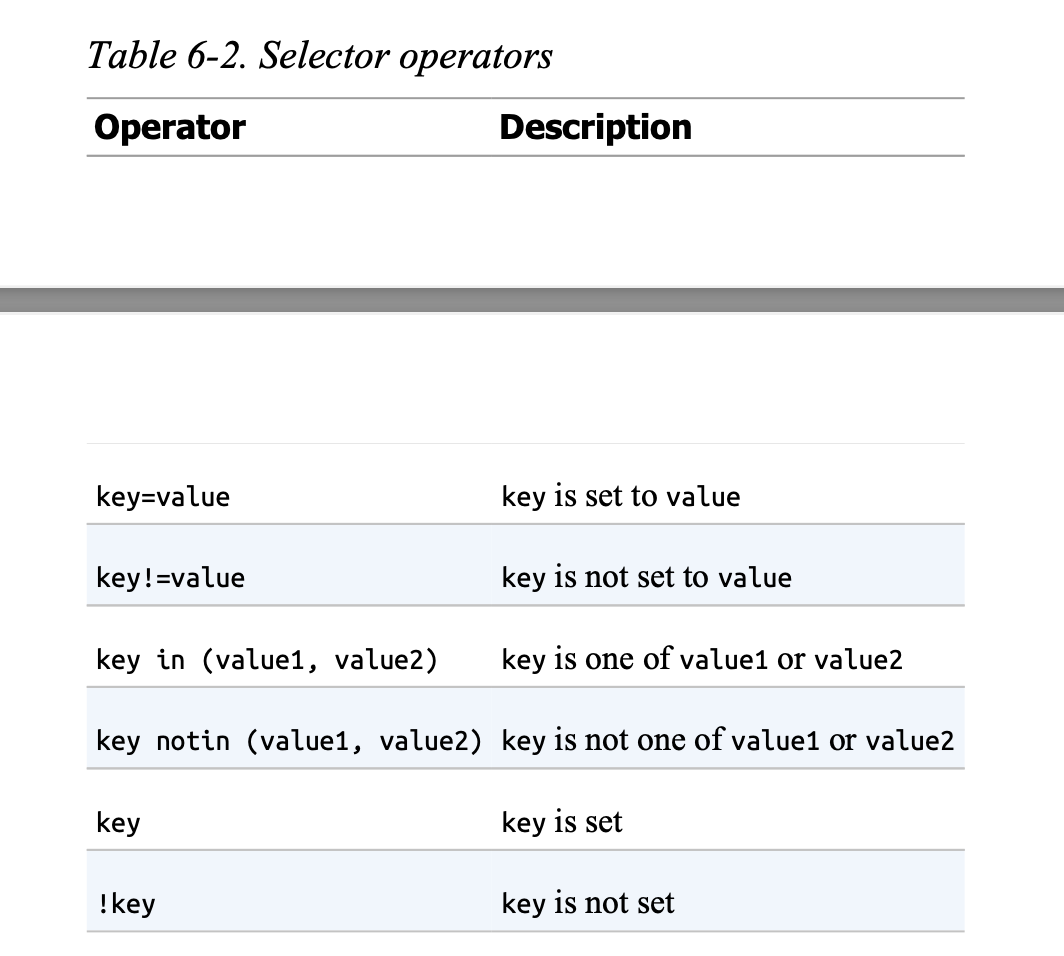 Table 6-2. Selector operators
Operator Description
key=value key is set to value
key!=value key is not set to value
key in (value1, value2) key is one of value1 or value2
key notin (value1, value2) key is not one of value1 or value2
key key is set
!key key is not set